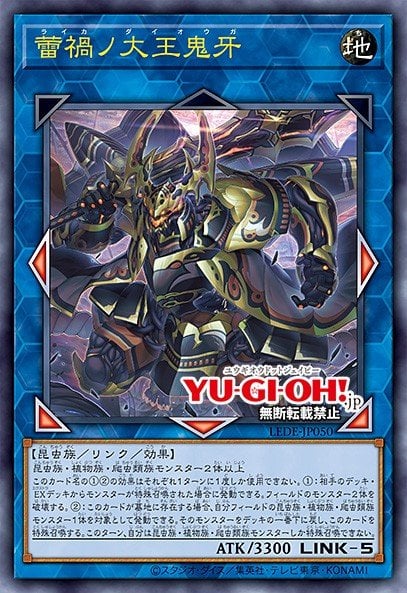 ライカ ダイオウガ
蕾禍ノ大王鬼牙
ち
地
ユウギオウドットジェイピー
YU-GI-OH!.jp
無断転載禁止
LEDE-JP050
【昆虫族/リンク/効果】
昆虫族・植物族・爬虫類族モンスター2体以上
このカード名の①②の効果はそれぞれ1ターンに1度しか使用できない。①:相手のデッキ・
EXデッキからモンスターが特殊召喚された場合に発動できる。フィールドのモンスター2体を
破壊する。②:このカードが墓地に存在する場合、自分フィールドの昆虫族・植物族・爬虫類族
モンスター1体を対象として発動できる。そのモンスターをデッキの一番下に戻し、このカードを
特殊召喚する。このターン、自分は昆虫族・植物族・爬虫類族モンスターしか特殊召喚できない。
ATK/3300 LINK-5
©スタジオ・ダイス/集英社・テレビ東京・KONAMI